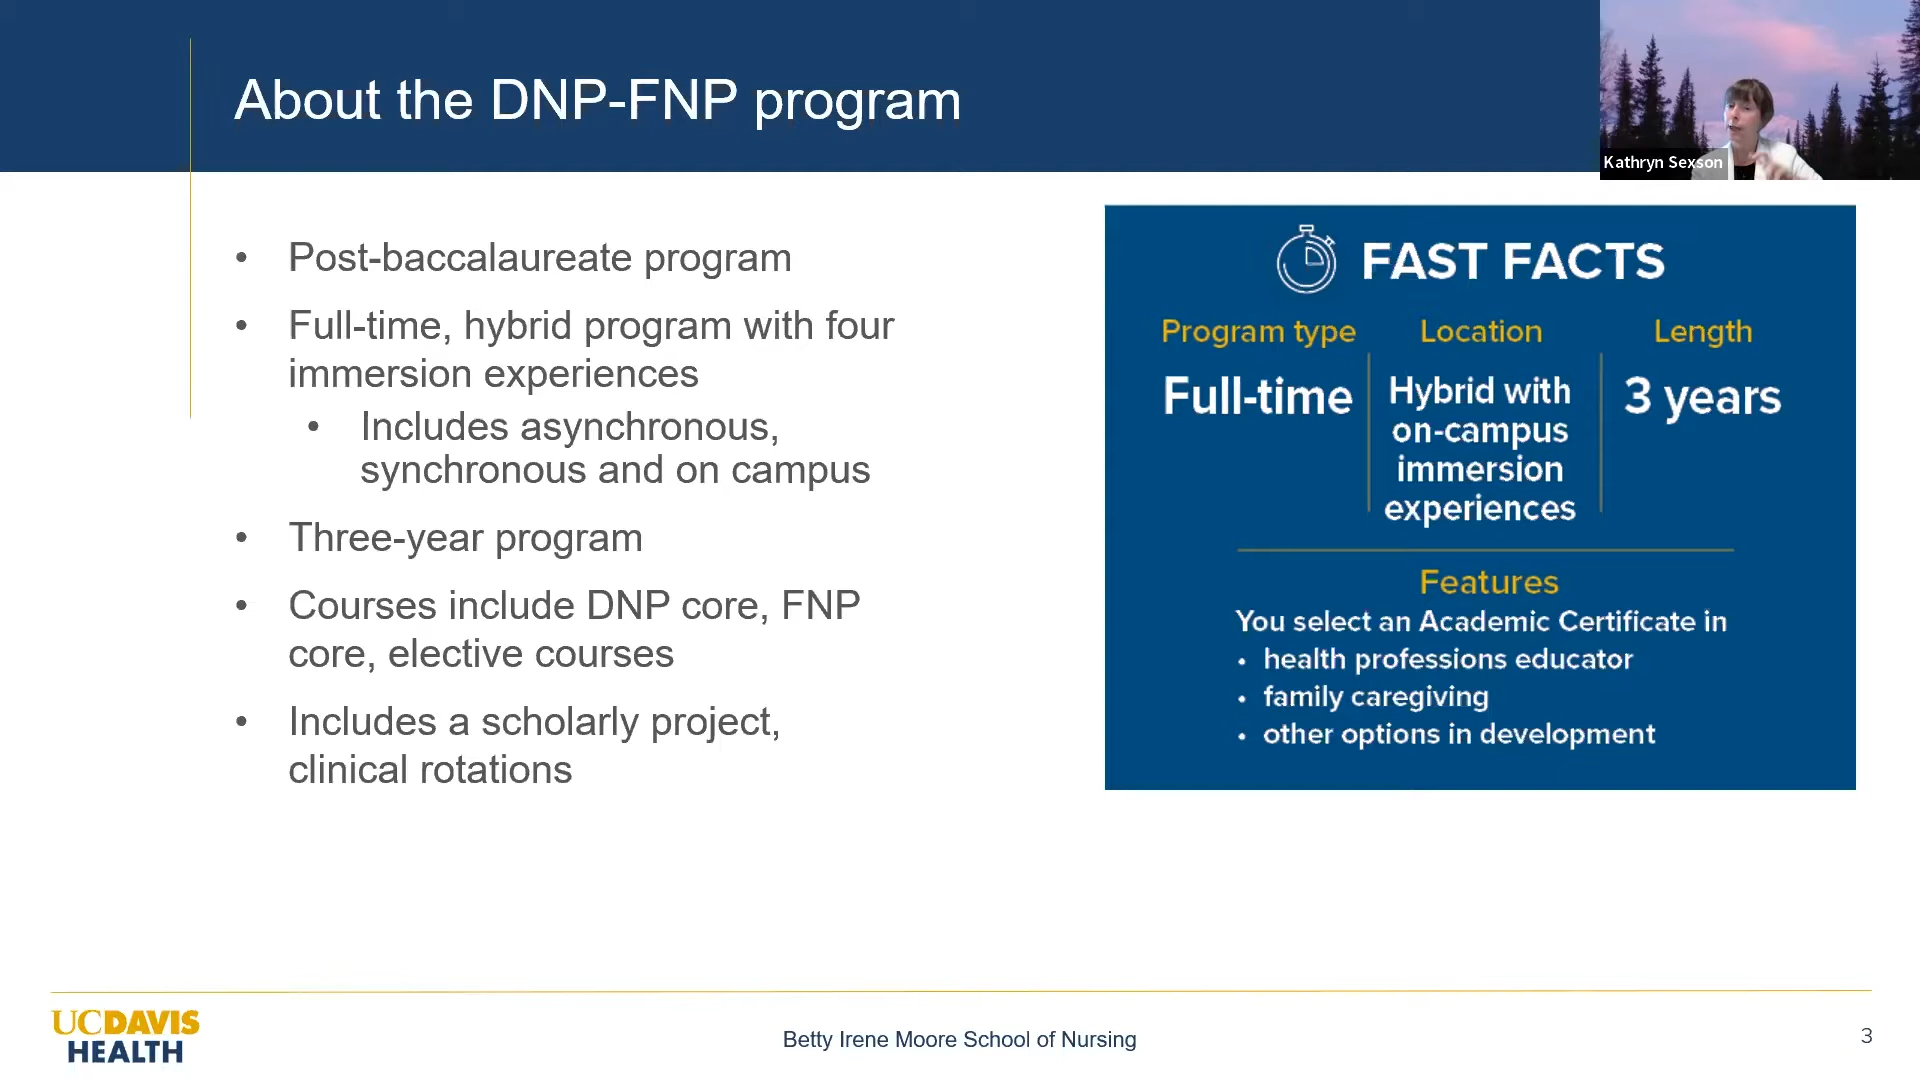 About the DNP-FNP program
Kathryn Sexson
• Post-baccalaureate program
• Full-time, hybrid program with four
immersion experiences
• Includes asynchronous,
synchronous and on campus
• Three-year program
• Courses include DNP core, FNP
core, elective courses
• Includes a scholarly project,
clinical rotations
FAST FACTS
Program type
Full-time
Location
Hybrid with
on-campus
immersion
experiences
Length
3 years
Features
You select an Academic Certificate in
• health professions educator
• family caregiving
• other options in development
UCDAVIS
HEALTH
Betty Irene Moore School of Nursing
3